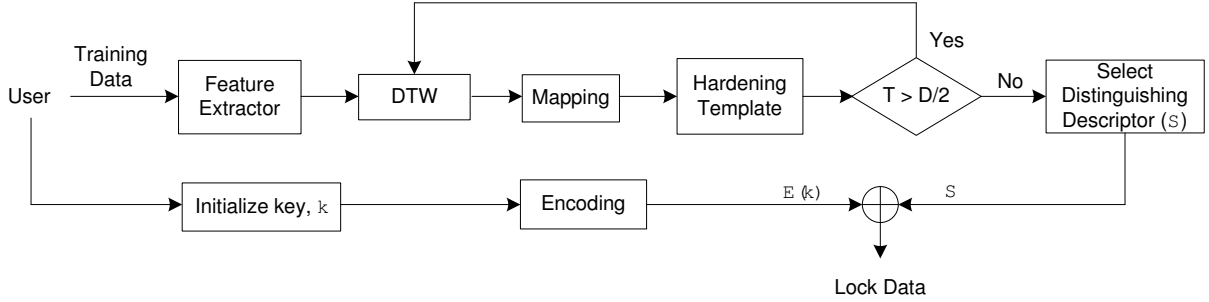 Yes
Training
Data
User
Feature
Extractor
DTW
Mapping
Hardening
Template
T > D/2
No
Select
Distinguishing
Descriptor (S)
Initialize key, k
Encoding
E(k)
S
Lock Data